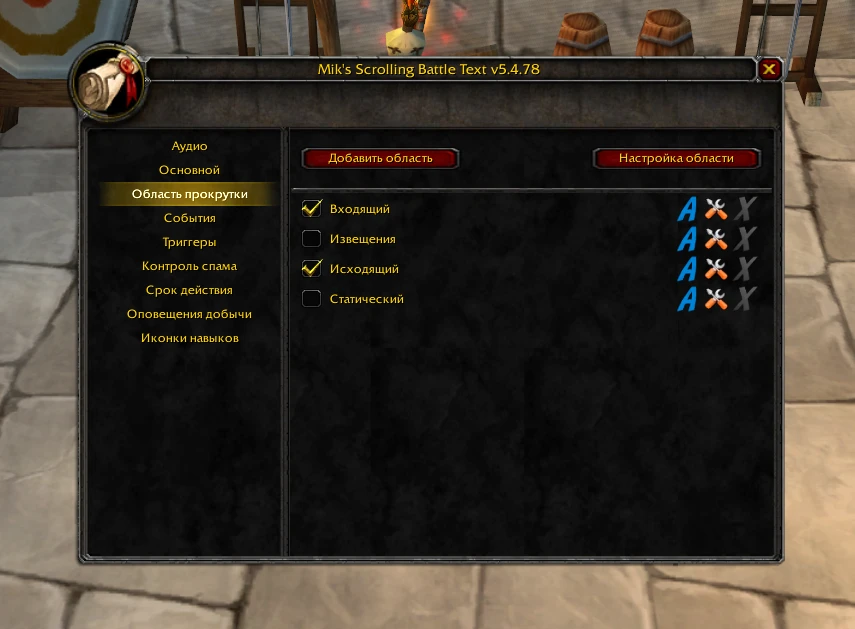 Mik's Scrolling Battle Text v5.4.78
Аудио
Основной
Область прокрутки
События
Триггеры
Контроль спама
Срок действия
Оповещения добычи
Иконки навыков
Добавить область
Настройка области
Входящий
Извещения
Исходящий
Статический